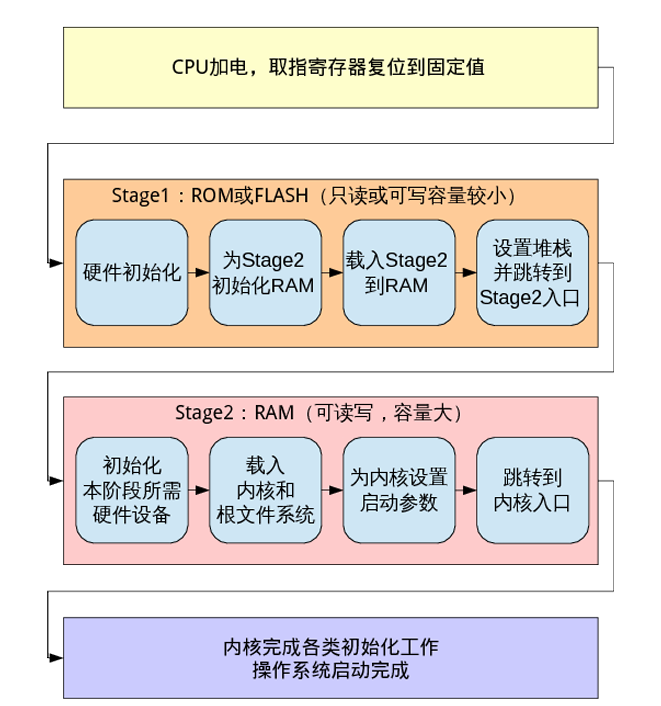 CPU加电，取指寄存器复位到固定值
Stage1：ROM或FLASH（只读或可写容量较小）
硬件初始化
为Stage2
初始化RAM
载入Stage2
到RAM
设置堆栈
并跳转到
Stage2入口
Stage2：RAM（可读写，容量大）
初始化
本阶段所需
硬件设备
载入
内核和
根文件系统
为内核设置
启动参数
跳转到
内核入口
内核完成各类初始化工作
操作系统启动完成